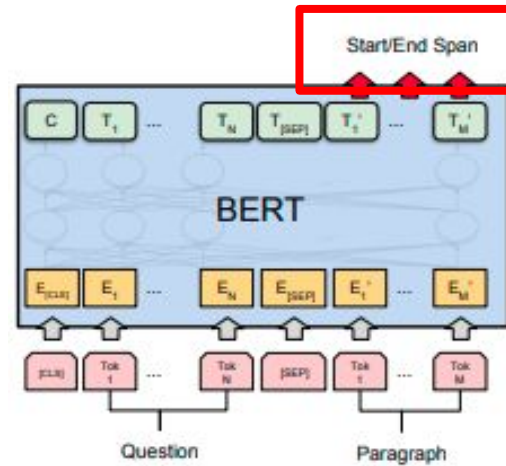 Start/End Span
C T1 ... TN T[SEP] T1' ... TM'
BERT
E[CLS] E1 ... EN E[SEP] E1' ... EM'
[CLS] Tok 1 ... Tok N [SEP] Tok 1 ... Tok M
Question Paragraph